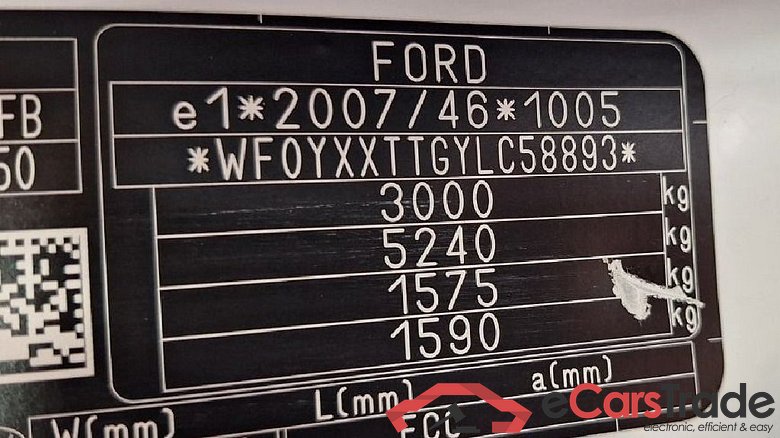 FORD
e1*2007/46*1005
FB
*WF0YXXTTGYLC58893*
50
3000 kg
5240 kg
1575 kg
1590 kg
L(mm) a(mm)
W(mm)
eCarsTrade
electronic, efficient & easy